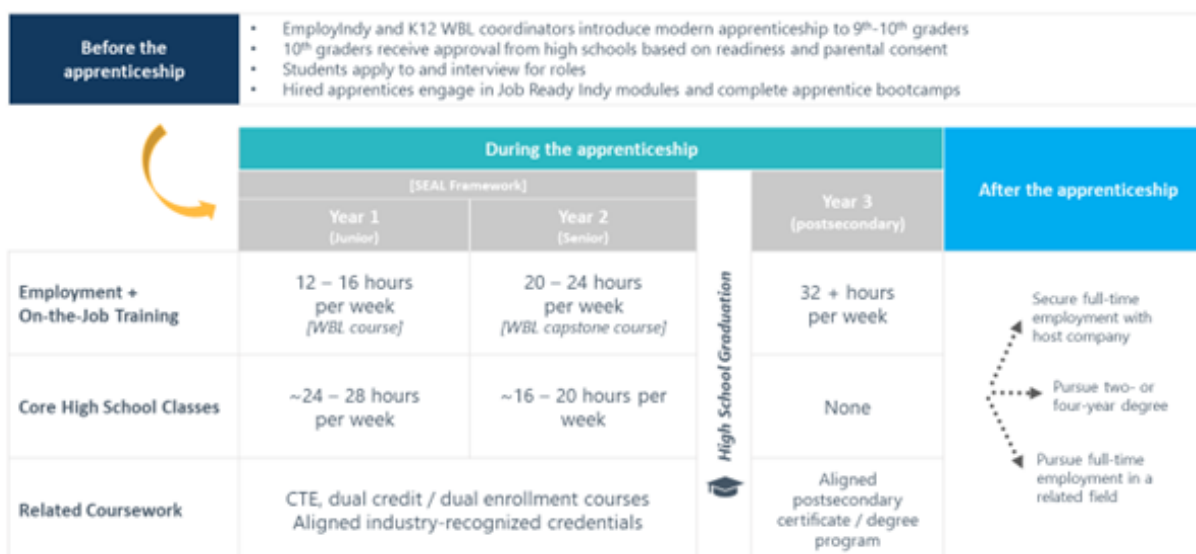 Before the
apprenticeship
• EmployIndy and K12 WBL coordinators introduce modern apprenticeship to 9th-10th graders
• 10th graders receive approval from high schools based on readiness and parental consent
• Students apply to and interview for roles
• Hired apprentices engage in Job Ready Indy modules and complete apprentice bootcamps
During the apprenticeship
After the apprenticeship
[SEAL Framework]
Year 1
(Junior)
Year 2
(Senior)
Year 3
(postsecondary)
High School Graduation
Employment +
On-the-Job Training
12 – 16 hours
per week
[WBL course]
20 – 24 hours
per week
[WBL capstone course]
32 + hours
per week
Core High School Classes
~24 – 28 hours
per week
~16 – 20 hours per
week
None
Related Coursework
CTE, dual credit / dual enrollment courses
Aligned industry-recognized credentials
Aligned
postsecondary
certificate / degree
program
Secure full-time
employment with
host company
Pursue two- or
four-year degree
Pursue full-time
employment in a
related field